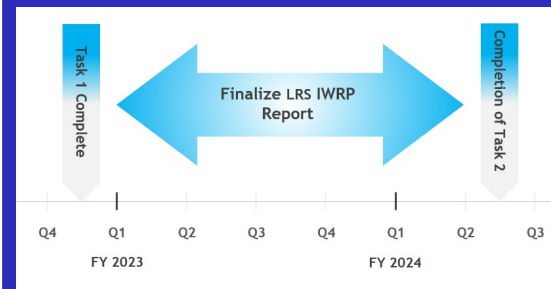 Task 1 Complete
Finalize LRS IWRP
Report
Completion of Task 2
Q4 Q1 Q2 Q3 Q4 Q1 Q2 Q3
FY 2023 FY 2024